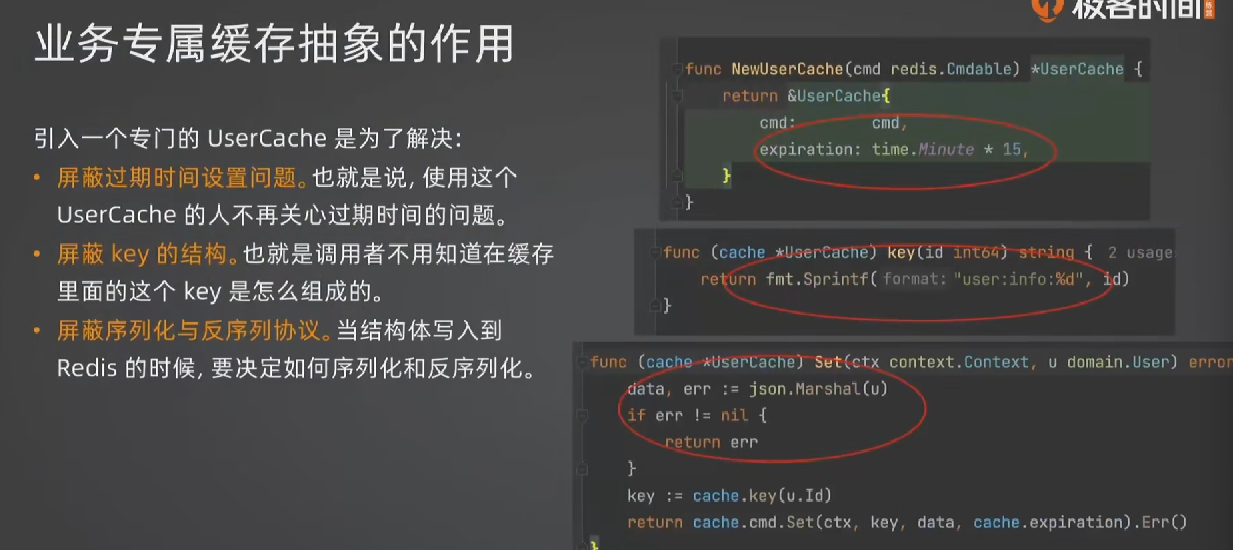 极客时间
业务专属缓存抽象的作用
引入一个专门的 UserCache 是为了解决：
• 屏蔽过期时间设置问题。也就是说，使用这个
UserCache 的人不再关心过期时间的问题。
• 屏蔽 key 的结构。也就是调用者不用知道在缓存
里面的这个 key 是怎么组成的。
• 屏蔽序列化与反序列协议。当结构体写入到
Redis 的时候，要决定如何序列化和反序列化。
func NewUserCache(cmd redis.Cmdable) *UserCache {
return &UserCache{
cmd: cmd,
expiration: time.Minute * 15,
}
}
func (cache *UserCache) key(id int64) string { 2 usage
return fmt.Sprintf( format: "user:info:%d", id)
}
func (cache *UserCache) Set(ctx context.Context, u domain.User) error
data, err := json.Marshal(u)
if err != nil {
return err
}
key := cache.key(u.Id)
return cache.cmd.Set(ctx, key, data, cache.expiration).Err()
}